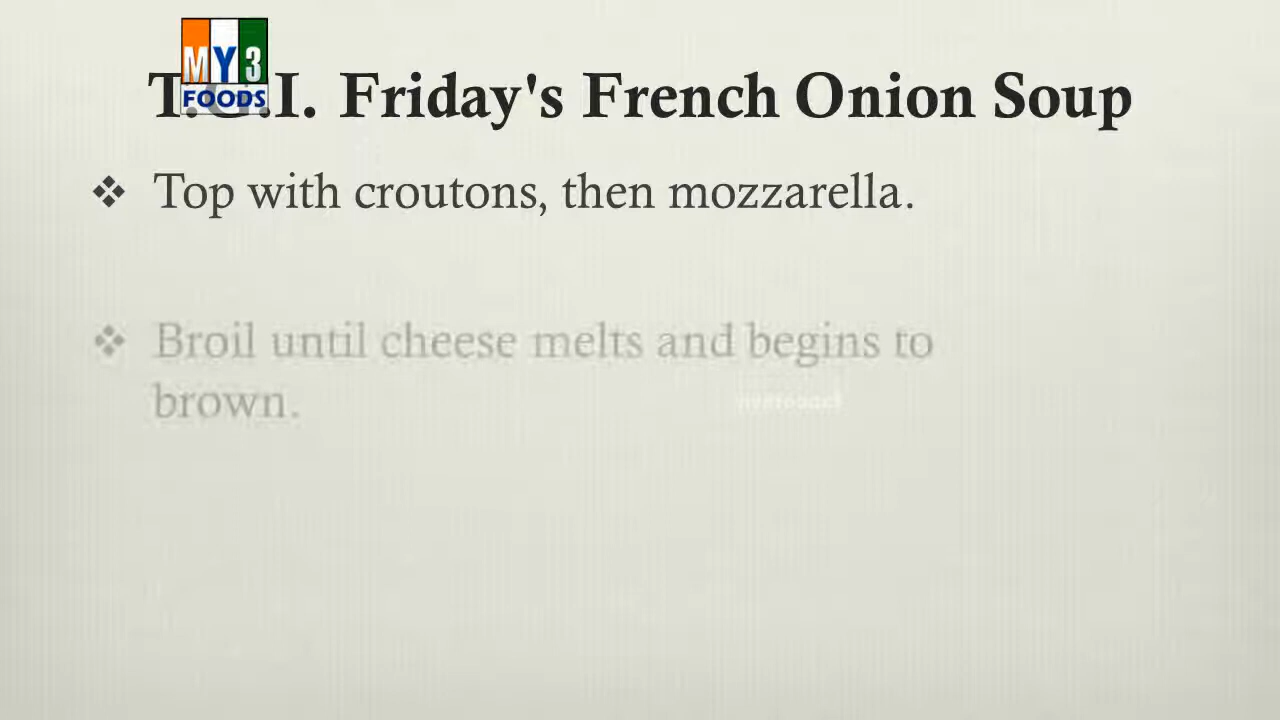 MY3
FOODS
T.G.I. Friday's French Onion Soup
❖ Top with croutons, then mozzarella.
❖ Broil until cheese melts and begins to
brown.